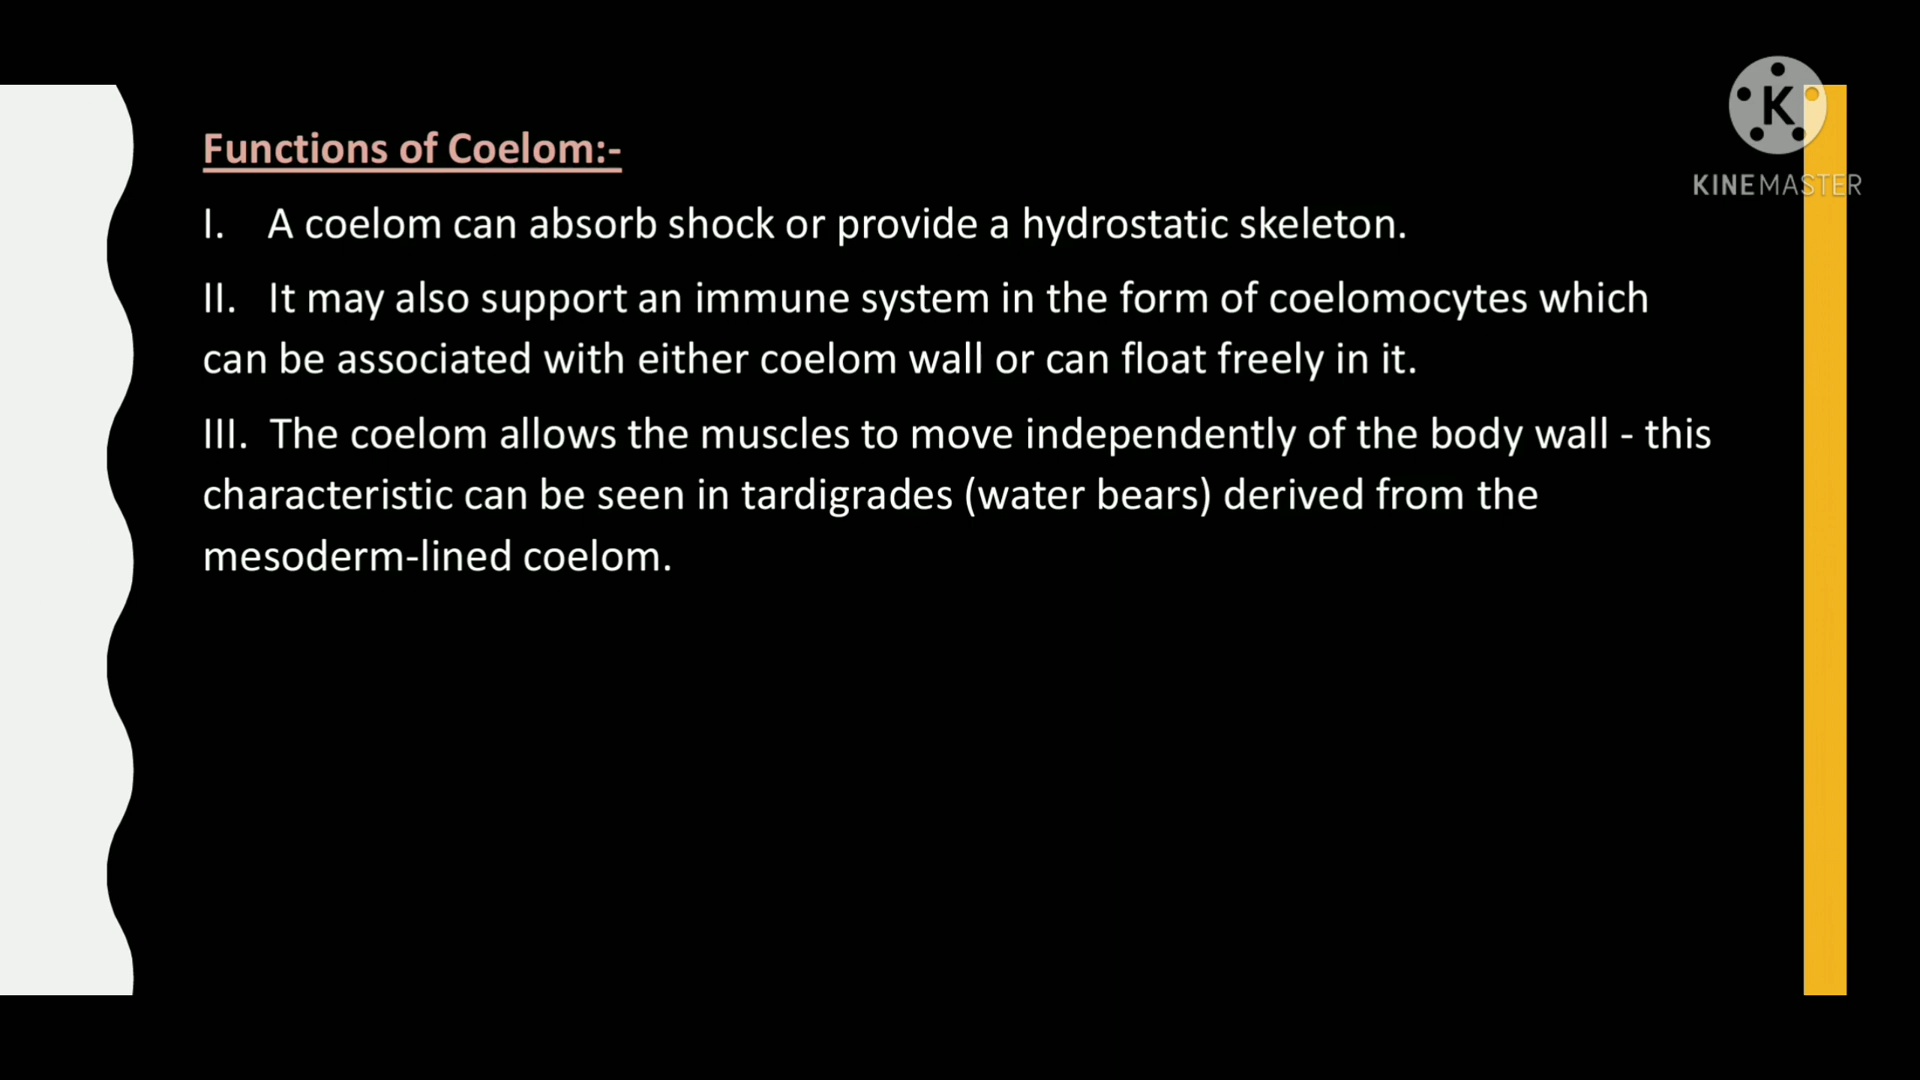 Functions of Coelom:-
K
KINEMASTER
I. A coelom can absorb shock or provide a hydrostatic skeleton.
II. It may also support an immune system in the form of coelomocytes which
can be associated with either coelom wall or can float freely in it.
III. The coelom allows the muscles to move independently of the body wall - this
characteristic can be seen in tardigrades (water bears) derived from the
mesoderm-lined coelom.